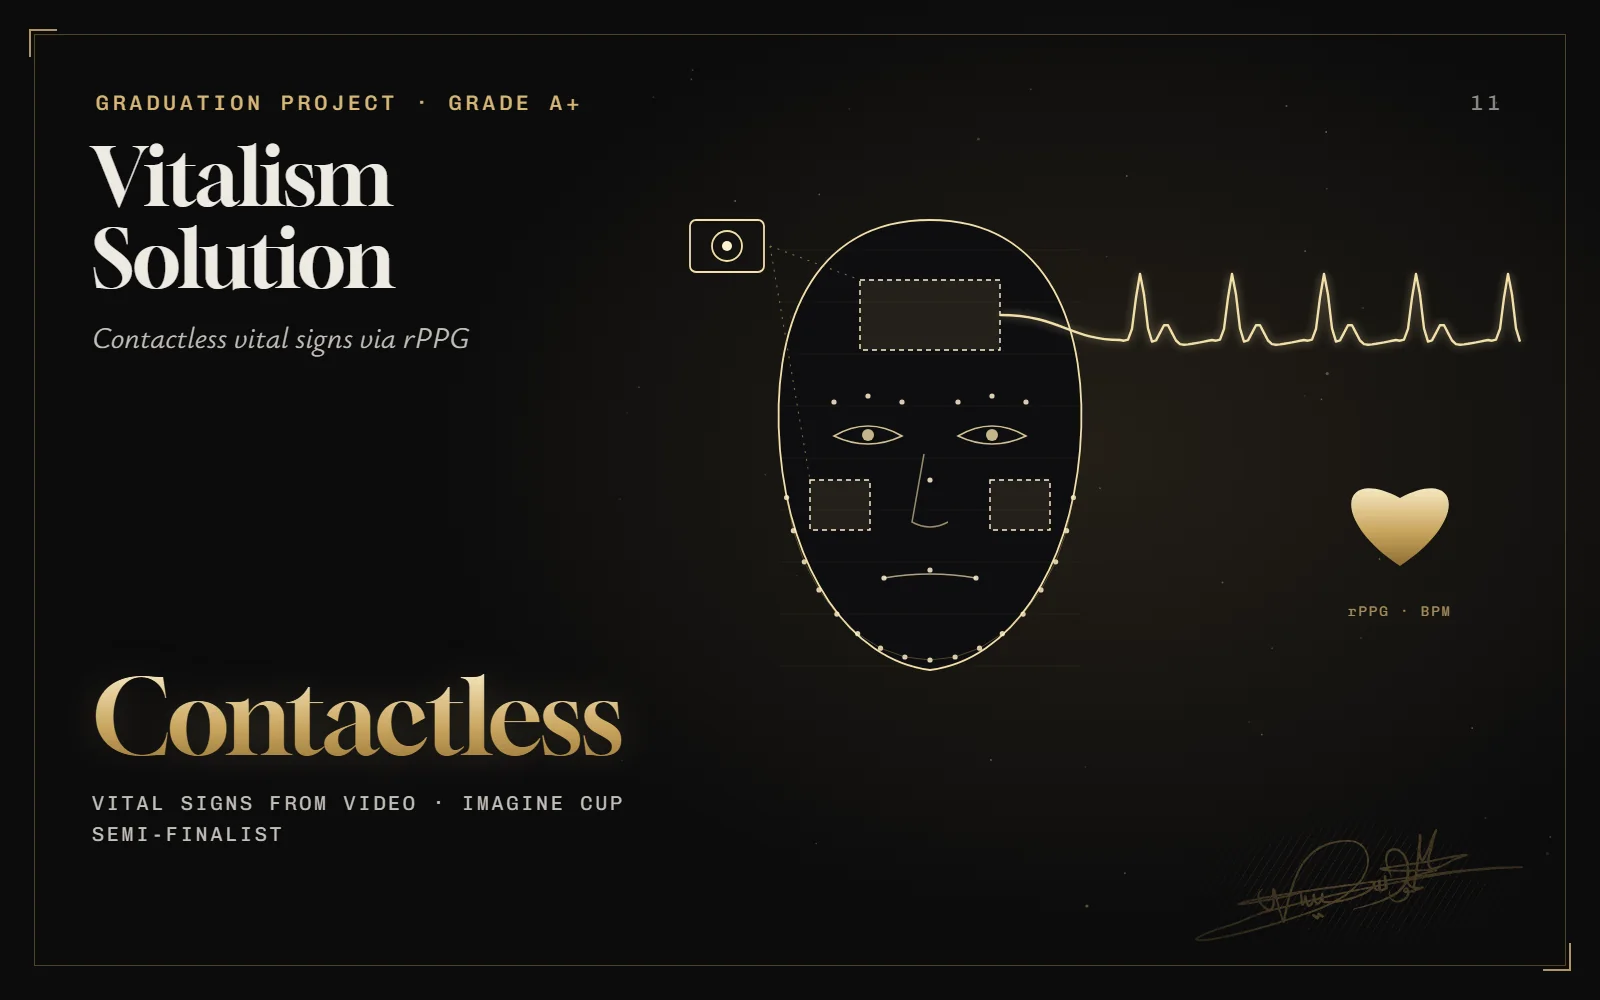 GRADUATION PROJECT · GRADE A+
11
Vitalism
Solution
Contactless vital signs via rPPG
rPPG · BPM
Contactless
VITAL SIGNS FROM VIDEO · IMAGINE CUP
SEMI-FINALIST